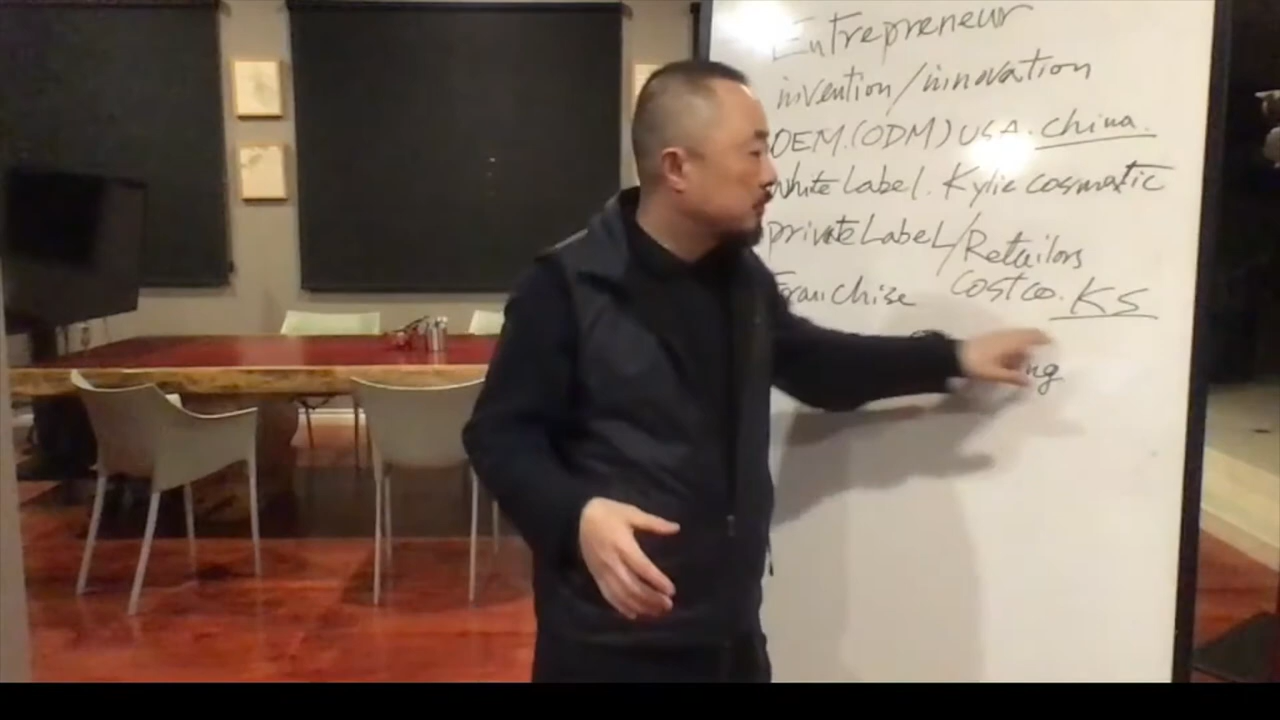 Entrepreneur
invention/innovation
OEM.(ODM) USA. China.
White Label. Kylie cosmatic
private Label/Retailors
Franchise Costco. KS